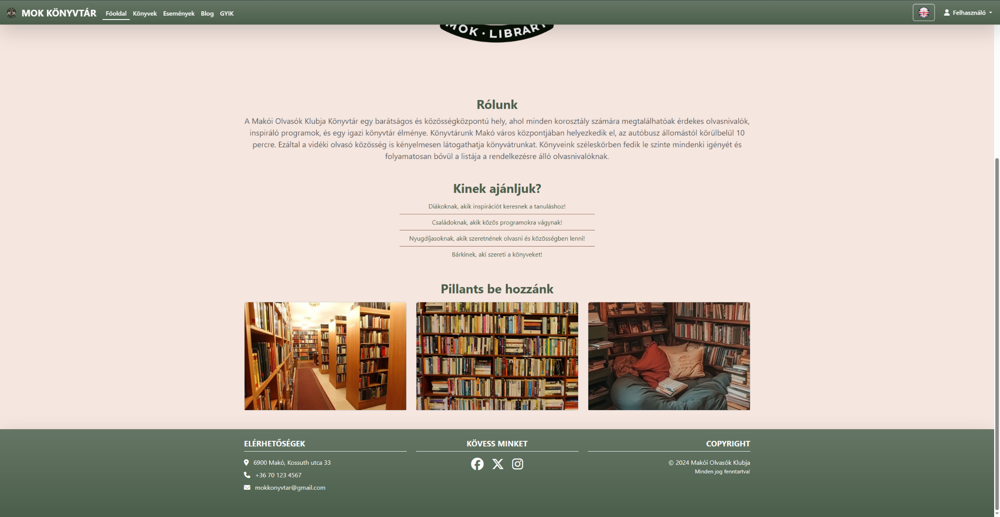 MOK KÖNYVTÁR
Főoldal
Könyvek
Események
Blog
GYIK
Felhasználó
MOK · LIBRARY
Rólunk
A Makói Olvasók Klubja Könyvtár egy barátságos és közösségközpontú hely, ahol minden korosztály számára megtalálhatóak érdekes olvasnivalók,
inspiráló programok, és egy igazi könyvtár élménye. Könyvtárunk Makó város központjában helyezkedik el, az autóbusz állomástól körülbelül 10
percre. Ezáltal a vidéki olvasó közösség is kényelmesen látogathatja könyvátrunkat. Könyveink széleskörben fedik le szinte mindenki igényét és
folyamatosan bővül a listája a rendelkezésre álló olvasnivalóknak.
Kinek ajánljuk?
Diákoknak, akik inspirációt keresnek a tanuláshoz!
Családoknak, akik közös programokra vágynak!
Nyugdíjasoknak, akik szeretnének olvasni és közösségben lenni!
Bárkinek, aki szereti a könyveket!
Pillants be hozzánk
ELÉRHETŐSÉGEK
6900 Makó, Kossuth utca 33
+36 70 123 4567
mokkonyvtar@gmail.com
KÖVESS MINKET
COPYRIGHT
© 2024 Makói Olvasók Klubja
Minden jog fenntartva!